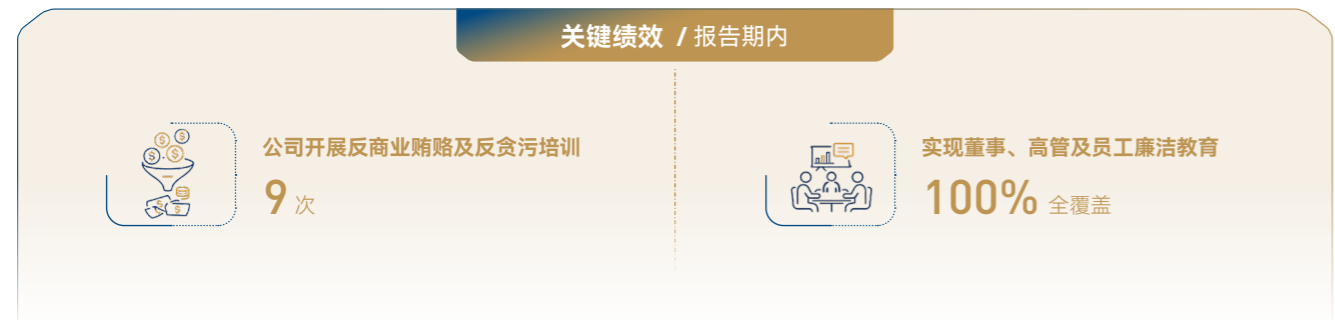 关键绩效 / 报告期内
公司开展反商业贿赂及反贪污培训
9 次
实现董事、高管及员工廉洁教育
100% 全覆盖